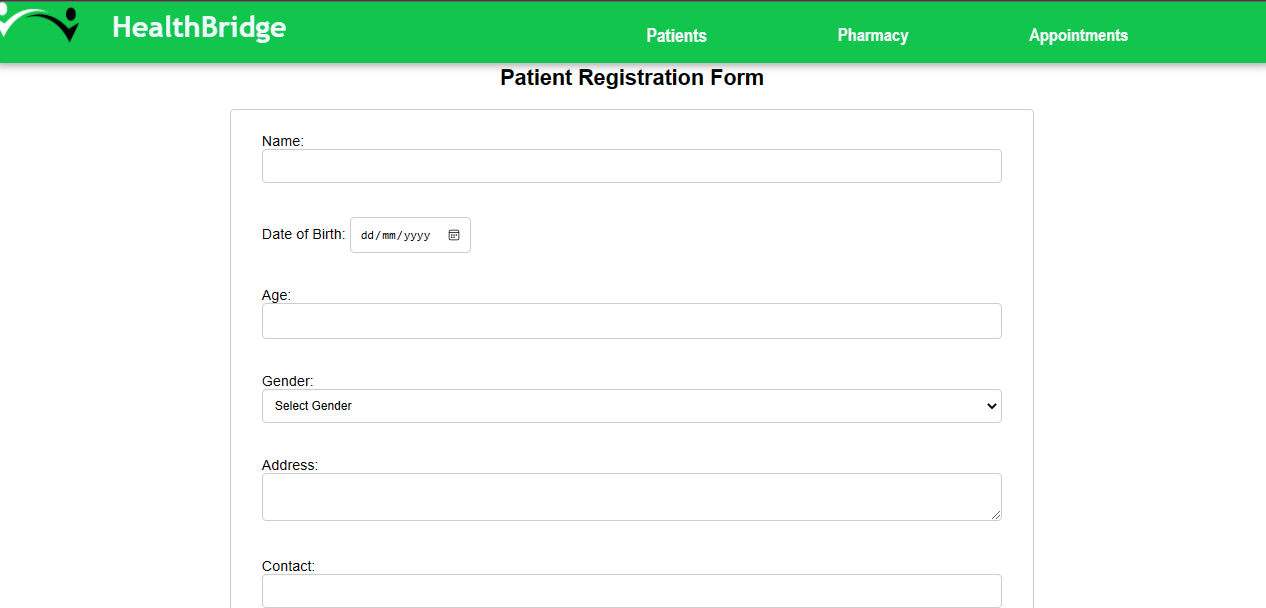 HealthBridge
Patients Pharmacy Appointments
Patient Registration Form
Name:
Date of Birth: dd/mm/yyyy
Age:
Gender:
Select Gender
Address:
Contact: